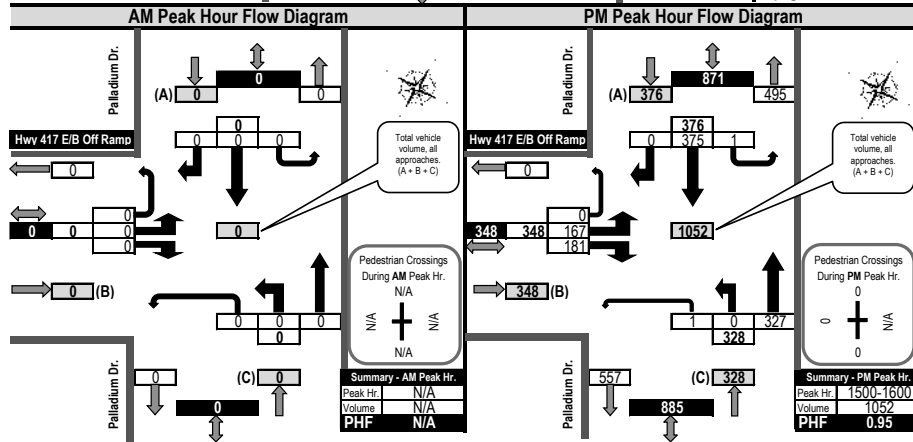 AM Peak Hour Flow Diagram
Palladium Dr.
0
(A) 0 0
0
0 0 0
Hwy 417 E/B Off Ramp
Total vehicle
volume, all
approaches.
(A + B + C)
0
0
0 0 0
0
0
0 (B)
Pedestrian Crossings
During AM Peak Hr.
N/A
N/A N/A
N/A
0 0 0
0
Palladium Dr.
0 (C) 0
0
Summary - AM Peak Hr.
Peak Hr. N/A
Volume N/A
PHF N/A
PM Peak Hour Flow Diagram
Palladium Dr.
871
(A) 376 495
376
0 375 1
Hwy 417 E/B Off Ramp
Total vehicle
volume, all
approaches.
(A + B + C)
0
0
348 348 167
181
1052
348 (B)
Pedestrian Crossings
During PM Peak Hr.
0
0 N/A
0
1 0 327
328
Palladium Dr.
557 (C) 328
885
Summary - PM Peak Hr.
Peak Hr. 1500-1600
Volume 1052
PHF 0.95